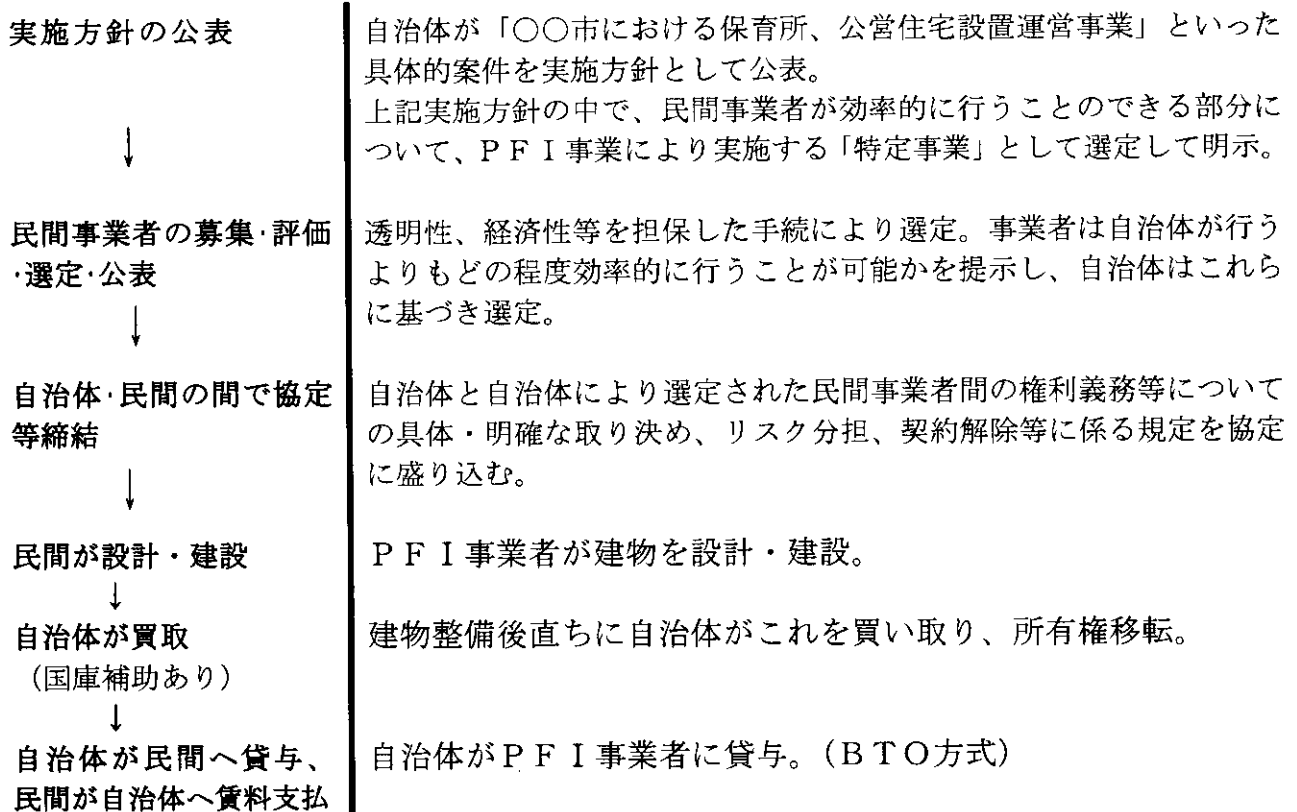 実施方針の公表
自治体が「○○市における保育所、公営住宅設置運営事業」といった
具体的案件を実施方針として公表。
上記実施方針の中で、民間事業者が効率的に行うことのできる部分に
ついて、ＰＦＩ事業により実施する「特定事業」として選定して明示。
↓
民間事業者の募集・評価
・選定・公表
透明性、経済性等を担保した手続により選定。事業者は自治体が行う
よりもどの程度効率的に行うことが可能かを提示し、自治体はこれら
に基づき選定。
↓
自治体・民間の間で協定
等締結
自治体と自治体により選定された民間事業者間の権利義務等について
の具体・明確な取り決め、リスク分担、契約解除等に係る規定を協定
に盛り込む。
↓
民間が設計・建設
ＰＦＩ事業者が建物を設計・建設。
↓
自治体が買取
（国庫補助あり）
建物整備後直ちに自治体がこれを買い取り、所有権移転。
↓
自治体が民間へ貸与、
民間が自治体へ賃料支払
自治体がＰＦＩ事業者に貸与。（ＢＴＯ方式）